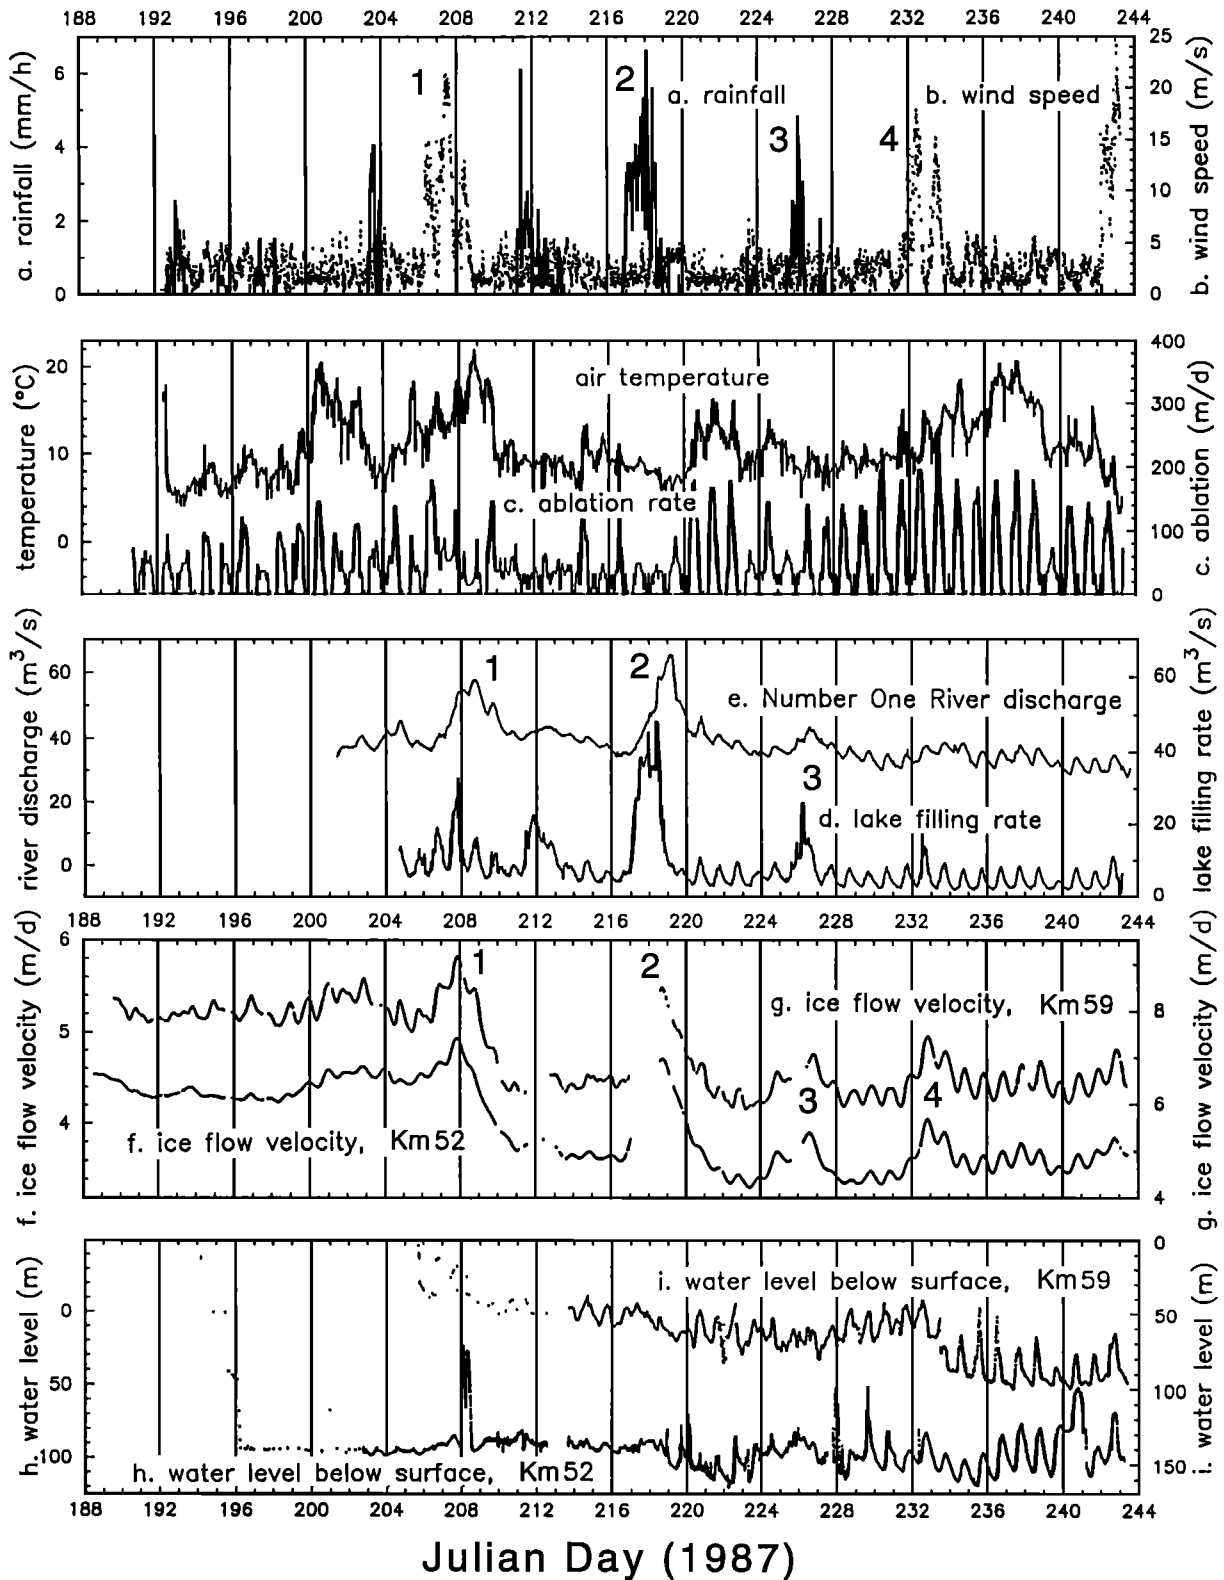 188 192 196 200 204 208 212 216 220 224 228 232 236 240 244
a. rainfall (mm/h)
6
4
2
0
1
2
a. rainfall
3
b. wind speed
4
25
20
15
10
5
0
b. wind speed (m/s)
temperature (°C)
20
10
0
air temperature
c. ablation rate
400
300
200
100
0
c. ablation (m/d)
river discharge (m³/s)
60
40
20
0
1
2
e. Number One River discharge
3
d. lake filling rate
60
40
20
0
lake filling rate (m³/s)
188 192 196 200 204 208 212 216 220 224 228 232 236 240 244
f. ice flow velocity (m/d)
6
5
4
1
2
g. ice flow velocity, Km59
3
4
f. ice flow velocity, Km52
8
6
4
g. ice flow velocity (m/d)
h. water level (m)
0
50
100
i. water level below surface, Km59
h. water level below surface, Km52
0
50
100
150
i. water level (m)
188 192 196 200 204 208 212 216 220 224 228 232 236 240 244
Julian Day (1987)